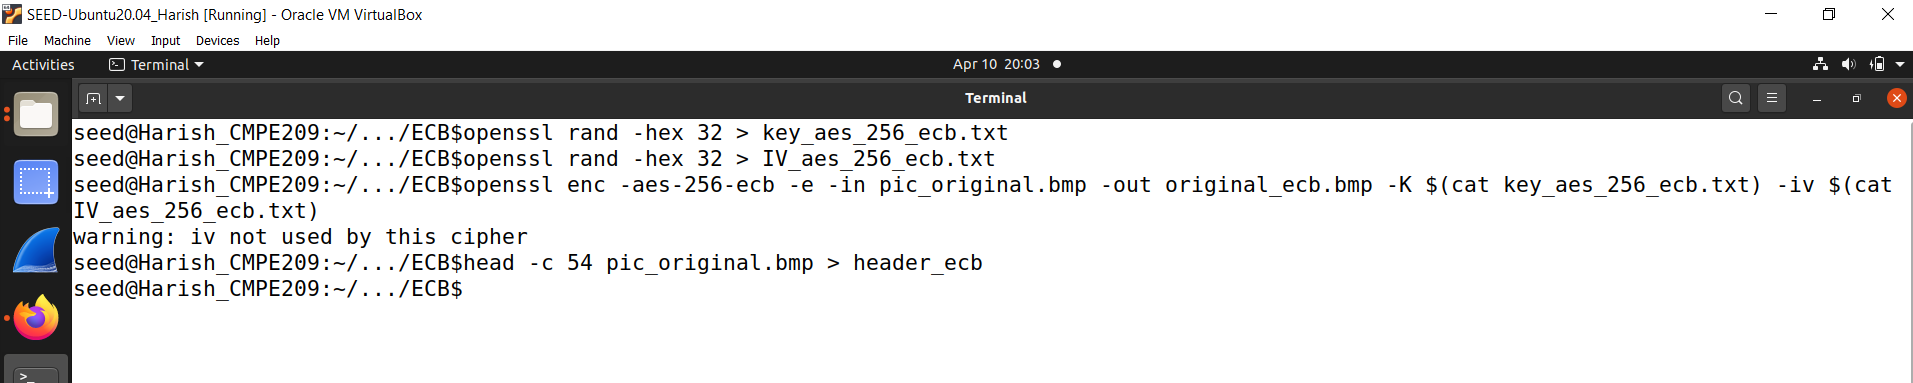 SEED-Ubuntu20.04_Harish [Running] - Oracle VM VirtualBox
File Machine View Input Devices Help
Activities Terminal Apr 10 20:03
Terminal
seed@Harish_CMPE209:~/.../ECB$openssl rand -hex 32 > key_aes_256_ecb.txt
seed@Harish_CMPE209:~/.../ECB$openssl rand -hex 32 > IV_aes_256_ecb.txt
seed@Harish_CMPE209:~/.../ECB$openssl enc -aes-256-ecb -e -in pic_original.bmp -out original_ecb.bmp -K $(cat key_aes_256_ecb.txt) -iv $(cat
IV_aes_256_ecb.txt)
warning: iv not used by this cipher
seed@Harish_CMPE209:~/.../ECB$head -c 54 pic_original.bmp > header_ecb
seed@Harish_CMPE209:~/.../ECB$